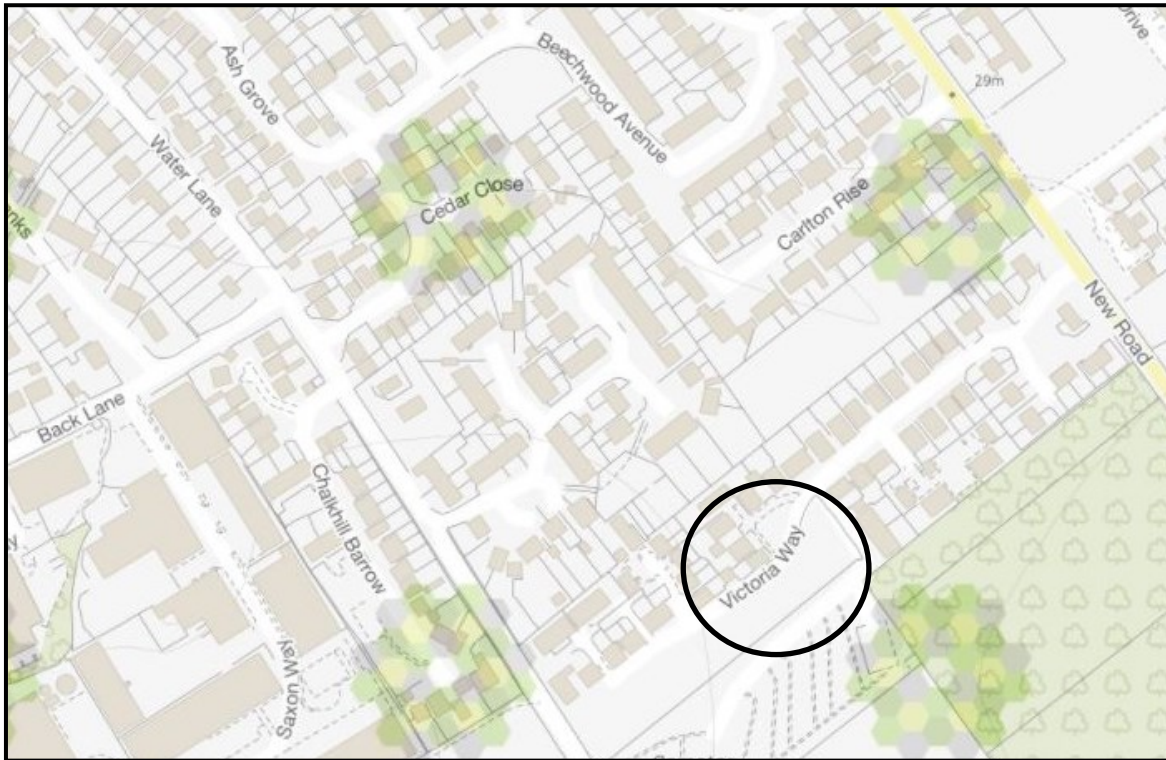 Drive
Ash Grove
Beechwood Avenue
29m
Water Lane
Cedar Close
Carlton Rise
New Road
Back Lane
Chalkhill Barrow
Victoria Way
Saxon Way